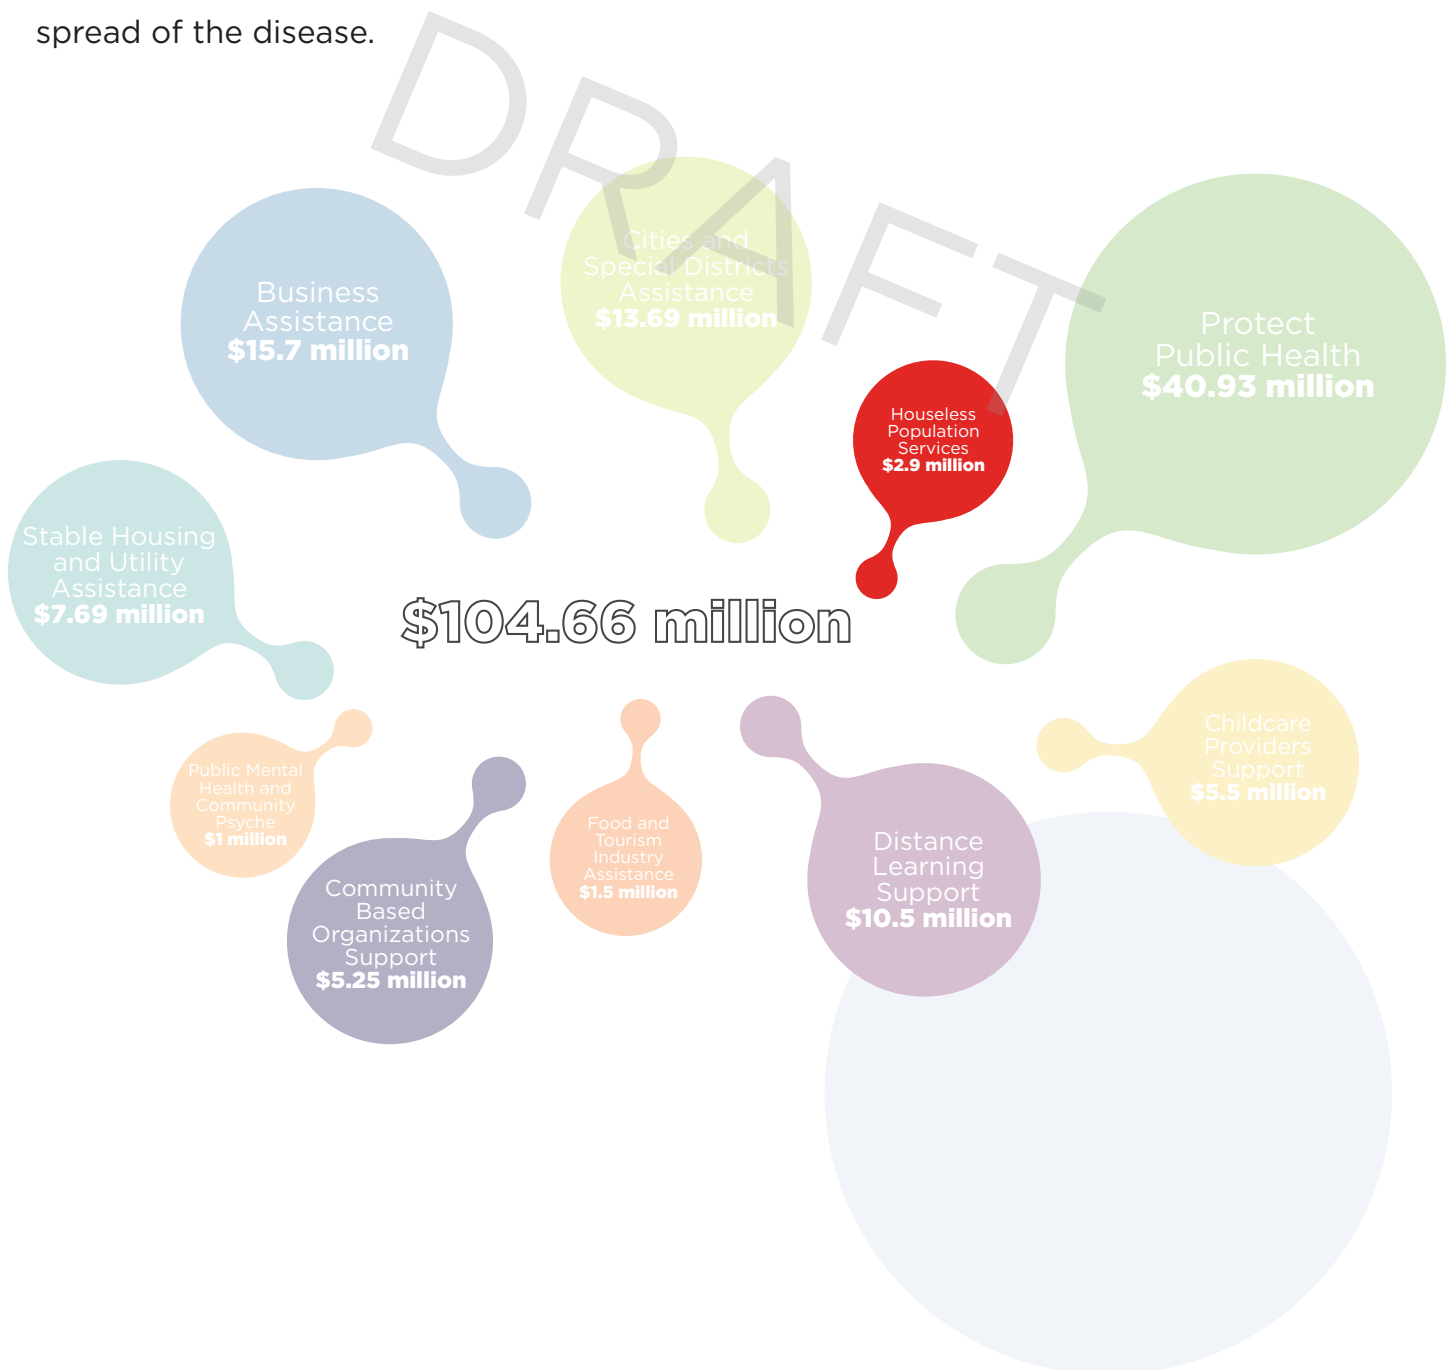 spread of the disease.
DRAFT
Business
Assistance
$15.7 million
Cities and
Special Districts
Assistance
$13.69 million
Protect
Public Health
$40.93 million
Houseless
Population
Services
$2.9 million
Stable Housing
and Utility
Assistance
$7.69 million
$104.66 million
Public Mental
Health and
Community
Psyche
$1 million
Community
Based
Organizations
Support
$5.25 million
Food and
Tourism
Industry
Assistance
$1.5 million
Distance
Learning
Support
$10.5 million
Childcare
Providers
Support
$5.5 million